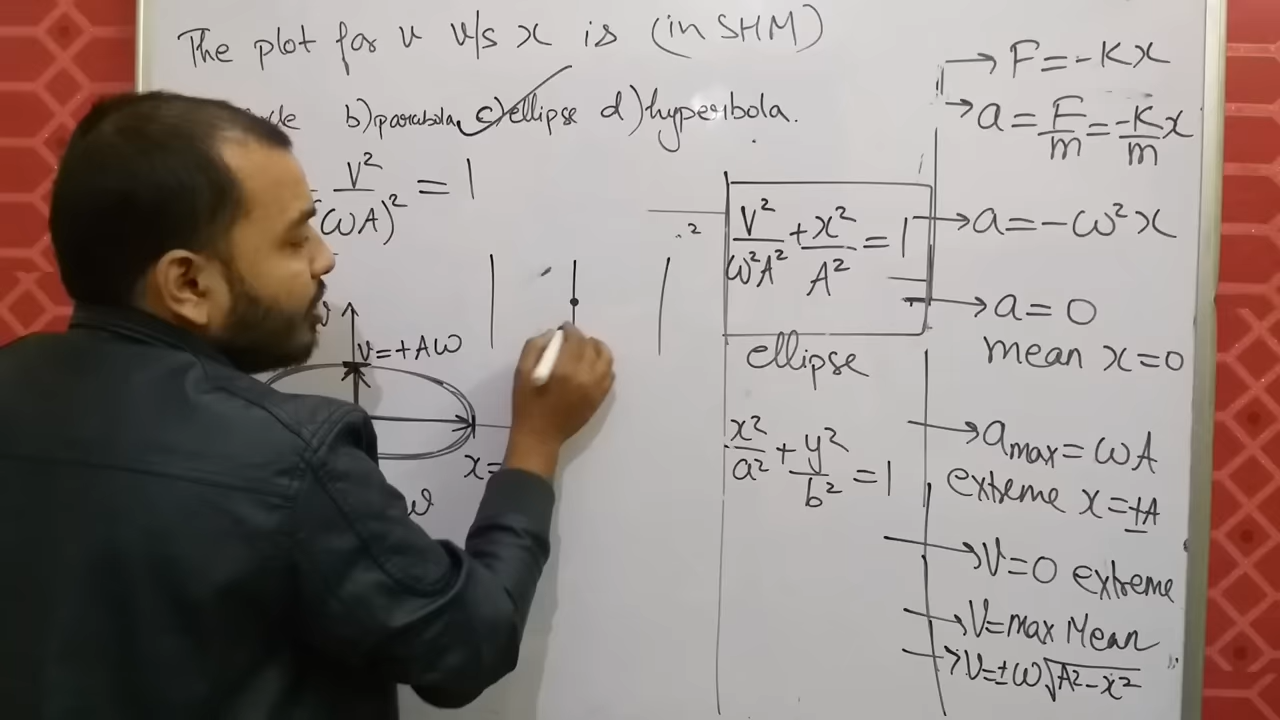 The plot for v v/s x is (in SHM)
b) parabola c) ellipse d) hyperibola.
V²/(ωA)² = 1
v=+Aω
x=
V²/ω²A² + x²/A² = 1
ellipse
x²/a² + y²/b² = 1
→ F = -Kx
→ a = F/m = -K/m x
→ a = -ω²x
→ a = 0
mean x=0
→ amax = ωA
extreme x = ±A
→ V=0 extreme
→ V=max Mean
→ V=±ω√A²-x²